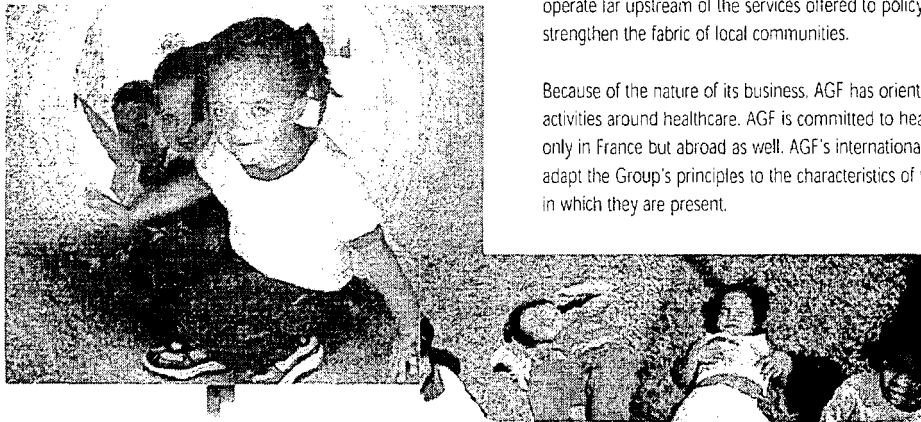 operate far upstream of the services offered to policy
strengthen the fabric of local communities.
Because of the nature of its business, AGF has orient
activities around healthcare. AGF is committed to hea
only in France but abroad as well. AGF's internationa
adapt the Group's principles to the characteristics of
in which they are present.